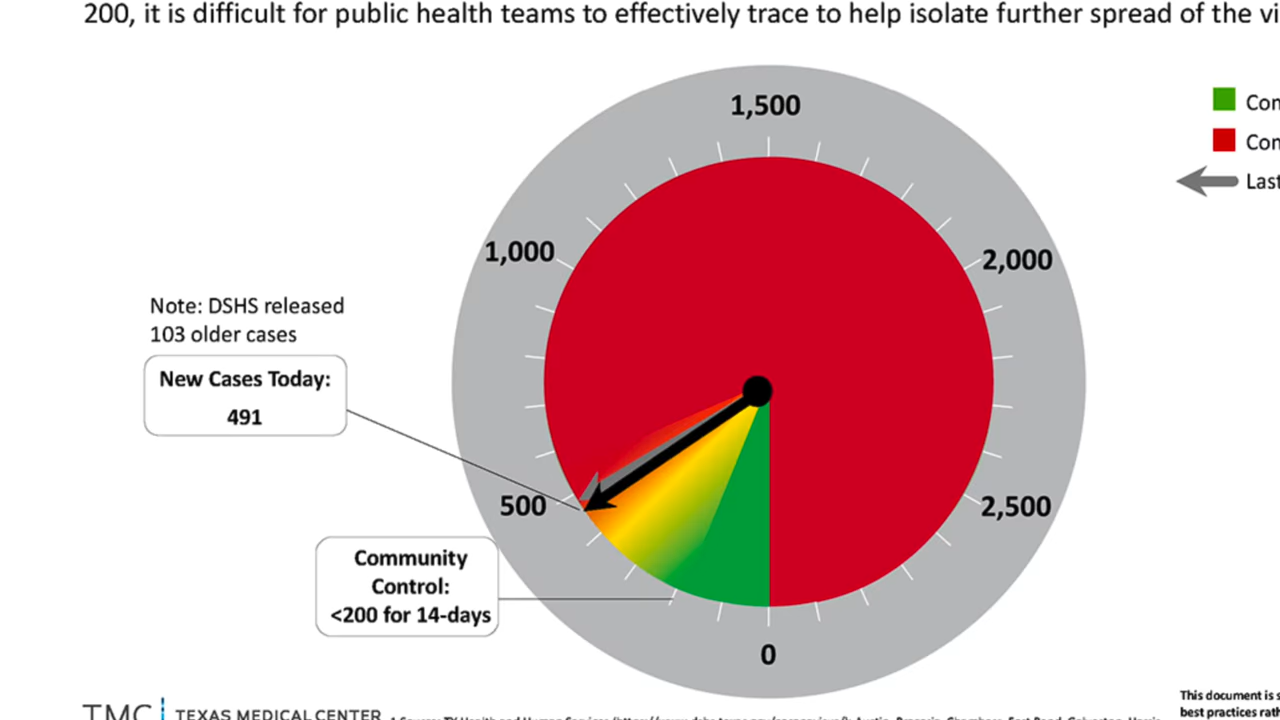 200, it is difficult for public health teams to effectively trace to help isolate further spread of the vi
1,500
Con
Con
Last
1,000
2,000
Note: DSHS released
103 older cases
New Cases Today:
491
500
2,500
Community
Control:
<200 for 14-days
0
This document is s
best practices rath
TMC TEXAS MEDICAL CENTER